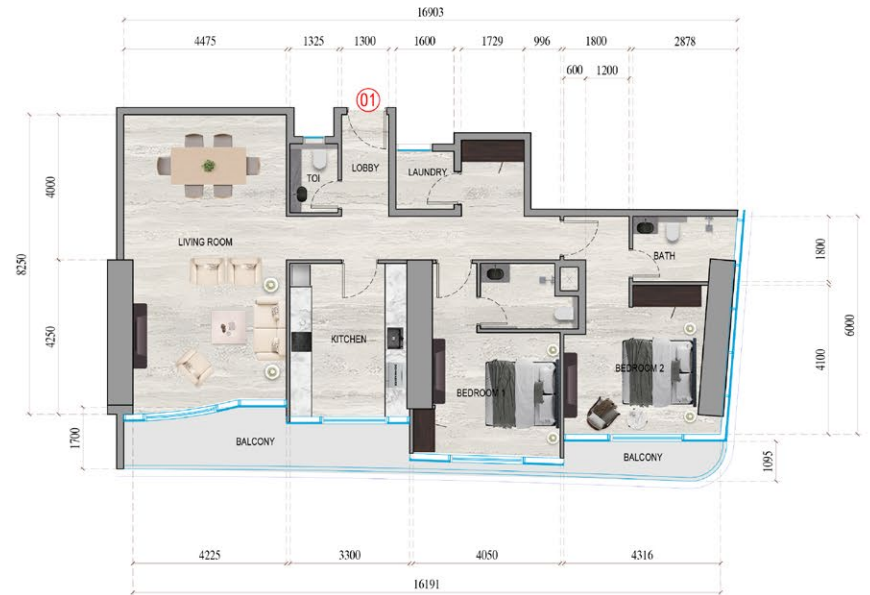 16903
4475 1325 1300 1600 1729 996 1800 2878
600 1200
01
TOI LOBBY LAUNDRY
4000
LIVING ROOM
BATH
1800
8250
6000
4250
KITCHEN
4100
BEDROOM 1
BEDROOM 2
1700
BALCONY
BALCONY
1095
4225 3300 4050 4316
16191